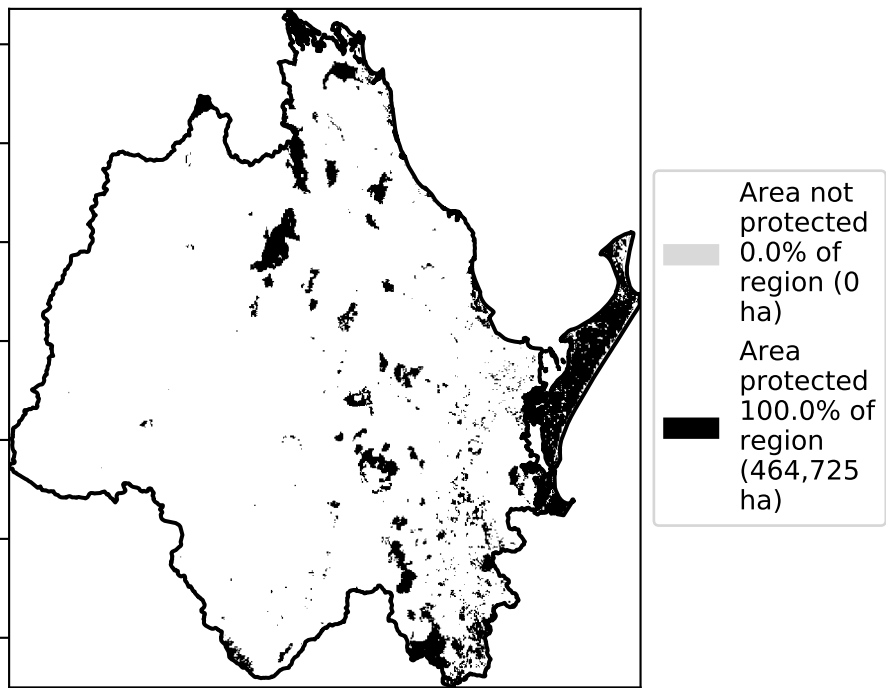 Area not
protected
0.0% of
region (0
ha)
Area
protected
100.0% of
region
(464,725
ha)